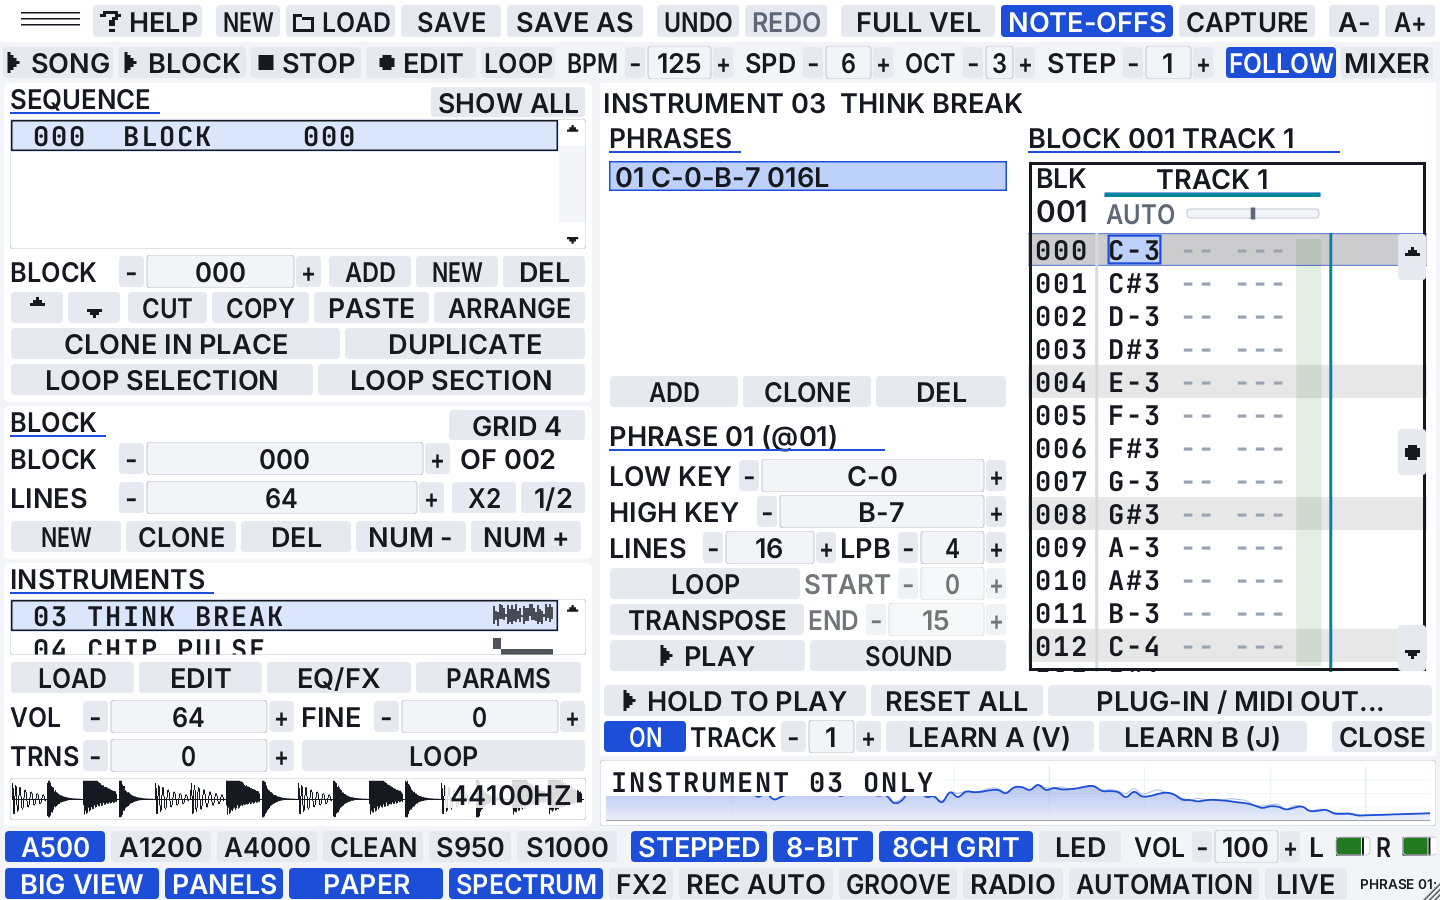 HELP NEW LOAD SAVE SAVE AS UNDO REDO FULL VEL NOTE-OFFS CAPTURE A- A+
SONG BLOCK STOP EDIT LOOP BPM - 125 + SPD - 6 + OCT - 3 + STEP - 1 + FOLLOW MIXER
SEQUENCE SHOW ALL
000 BLOCK 000
BLOCK - 000 + ADD NEW DEL
CUT COPY PASTE ARRANGE
CLONE IN PLACE DUPLICATE
LOOP SELECTION LOOP SECTION
BLOCK GRID 4
BLOCK - 000 + OF 002
LINES - 64 + X2 1/2
NEW CLONE DEL NUM - NUM +
INSTRUMENTS
03 THINK BREAK
04 CHIP PULSE
LOAD EDIT EQ/FX PARAMS
VOL - 64 + FINE - 0 +
TRNS - 0 + LOOP
44100HZ
INSTRUMENT 03 THINK BREAK
PHRASES
01 C-0-B-7 016L
ADD CLONE DEL
PHRASE 01 (@01)
LOW KEY - C-0 +
HIGH KEY - B-7 +
LINES - 16 + LPB - 4 +
LOOP START - 0 +
TRANSPOSE END - 15 +
PLAY SOUND
BLOCK 001 TRACK 1
BLK TRACK 1
001 AUTO
000 C-3 -- ---
001 C#3 -- ---
002 D-3 -- ---
003 D#3 -- ---
004 E-3 -- ---
005 F-3 -- ---
006 F#3 -- ---
007 G-3 -- ---
008 G#3 -- ---
009 A-3 -- ---
010 A#3 -- ---
011 B-3 -- ---
012 C-4 -- ---
HOLD TO PLAY RESET ALL PLUG-IN / MIDI OUT...
ON TRACK - 1 + LEARN A (V) LEARN B (J) CLOSE
INSTRUMENT 03 ONLY
A500 A1200 A4000 CLEAN S950 S1000 STEPPED 8-BIT 8CH GRIT LED VOL - 100 + L R
BIG VIEW PANELS PAPER SPECTRUM FX2 REC AUTO GROOVE RADIO AUTOMATION LIVE PHRASE 01: